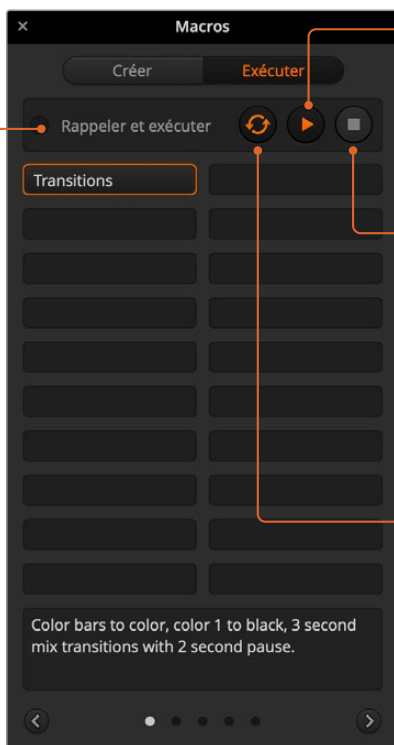 Macros
Créer
Exécuter
Rappeler et exécuter
Transitions
Color bars to color, color 1 to black, 3 second
mix transitions with 2 second pause.